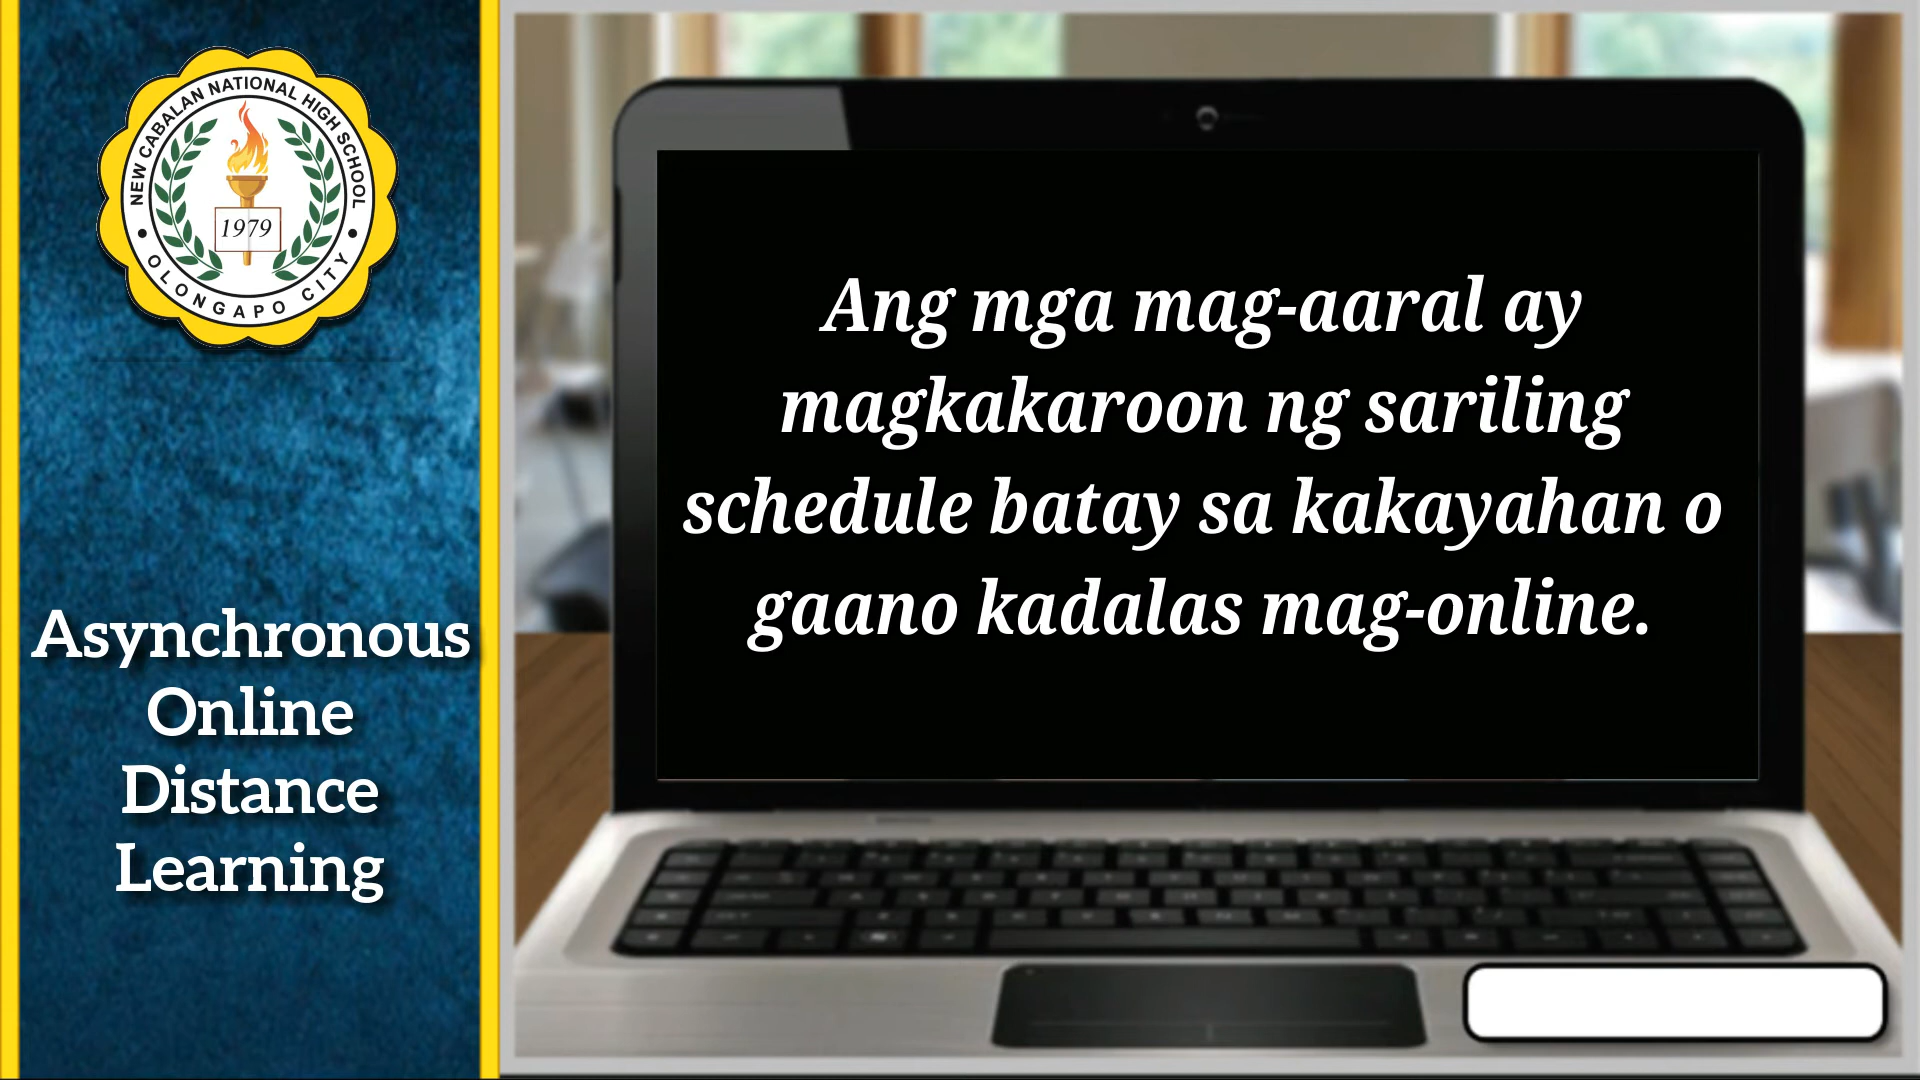 NEW CABALAN NATIONAL HIGH SCHOOL
1979
OLONGAPO CITY
Asynchronous
Online
Distance
Learning
Ang mga mag-aaral ay
magkakaroon ng sariling
schedule batay sa kakayahan o
gaano kadalas mag-online.